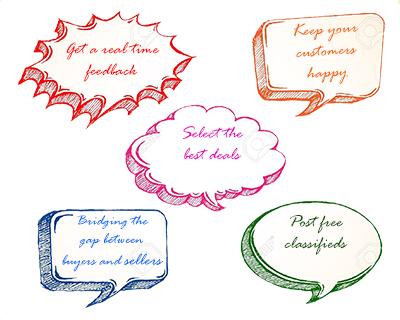 Get a real time
feedback
Keep your
customers
happy.
Select the
best deals
Bridging the
gap between
buyers and sellers
Post free
classifieds